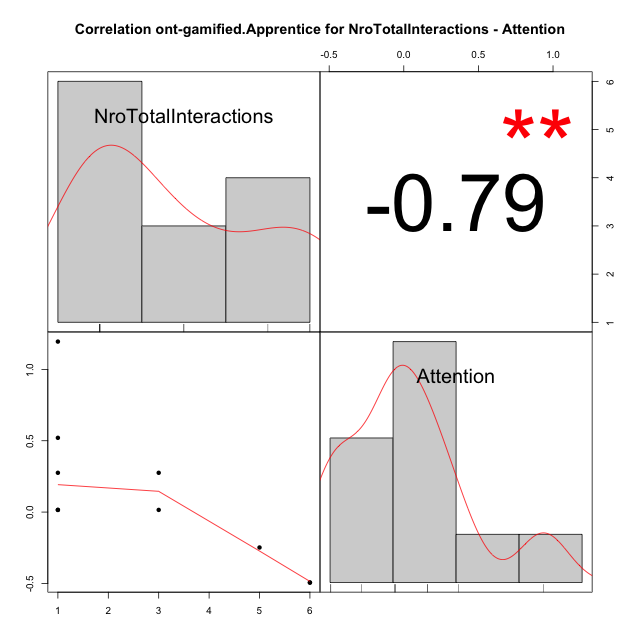 Correlation ont-gamified.Apprentice for NroTotalInteractions - Attention
-0.5 0.0 0.5 1.0
NroTotalInteractions
**
-0.79
6
5
4
3
2
1
Attention
1.0
0.5
0.0
-0.5
1 2 3 4 5 6